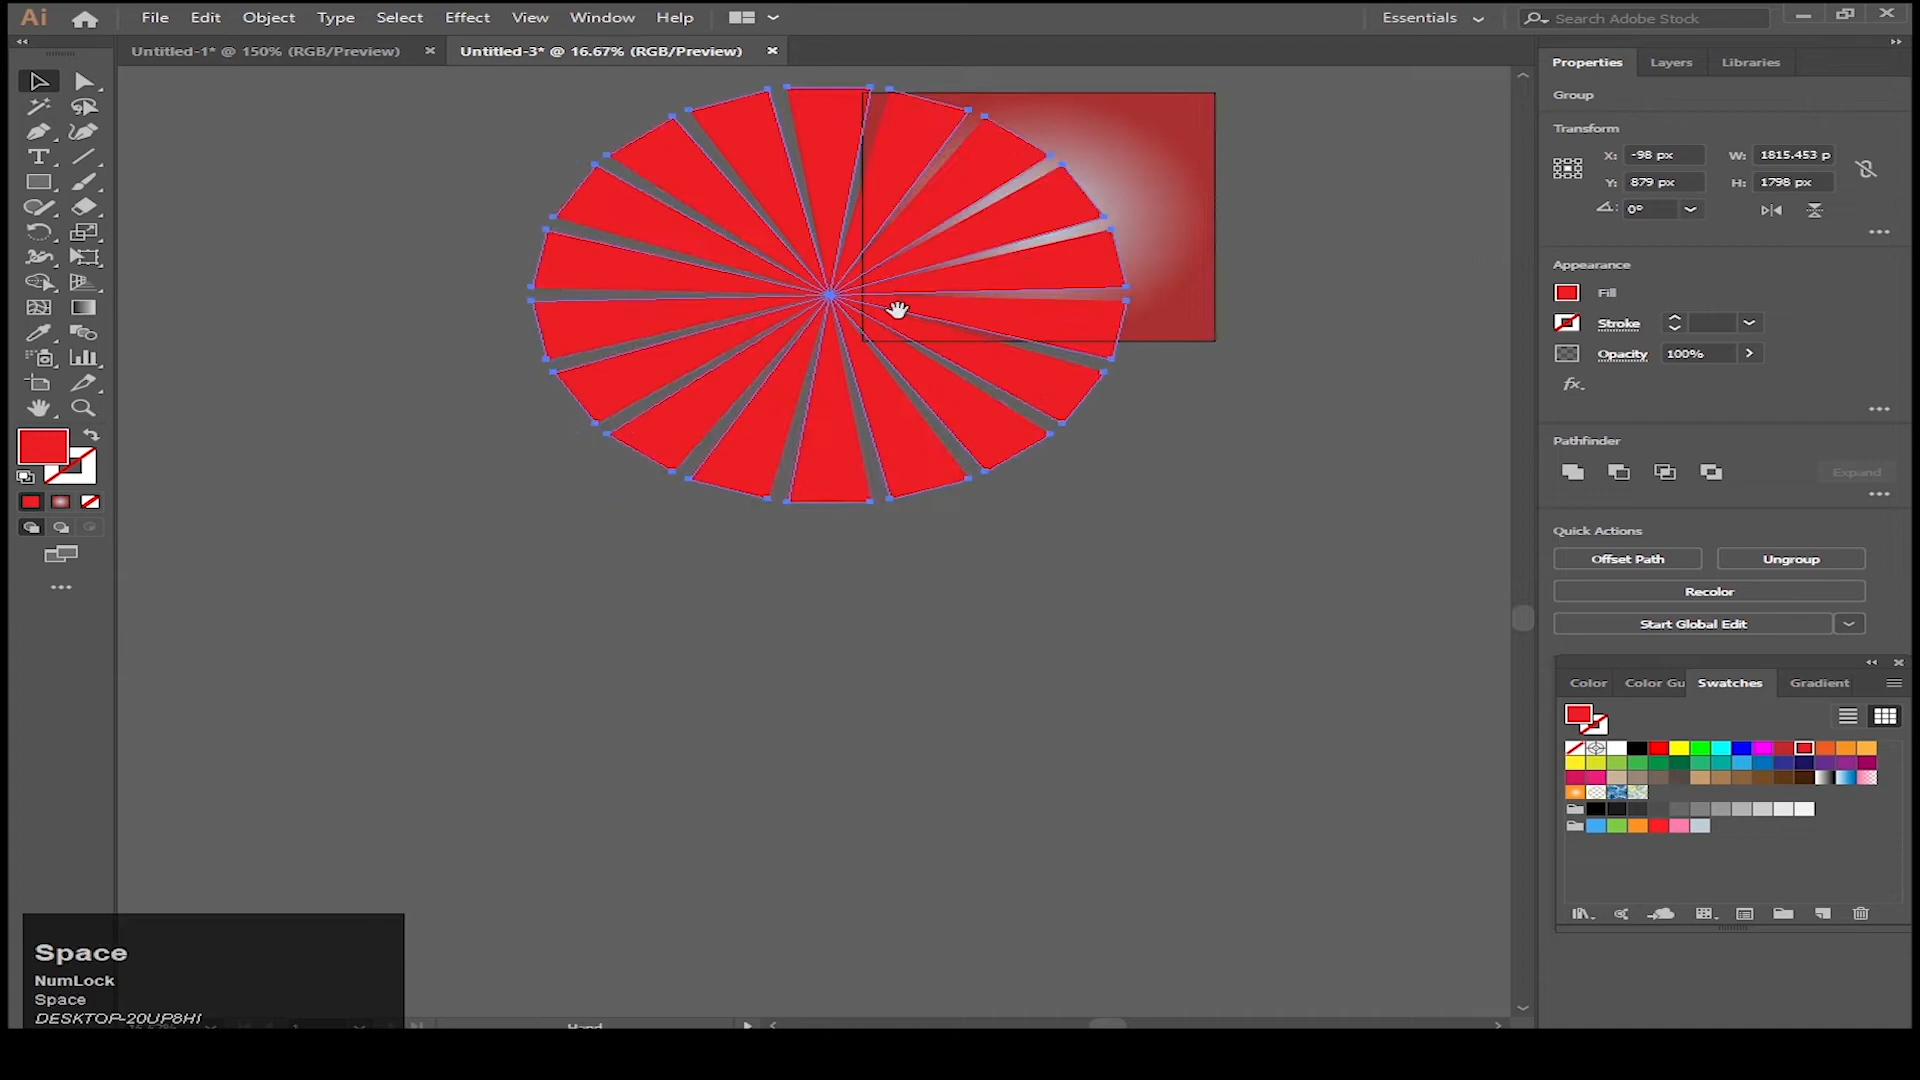 Ai File Edit Object Type Select Effect View Window Help Essentials Search Adobe Stock
Untitled-1* @ 150% (RGB/Preview) Untitled-3* @ 16.67% (RGB/Preview)
Properties Layers Libraries
Group
Transform
X: -98 px W: 1815.453 p
Y: 879 px H: 1798 px
0°
Appearance
Fill
Stroke
Opacity 100%
fx.
Pathfinder
Expand
Quick Actions
Offset Path Ungroup
Recolor
Start Global Edit
Color Color Gu Swatches Gradient
Space
NumLock
Space
DESKTOP-20UP8HI
Hand